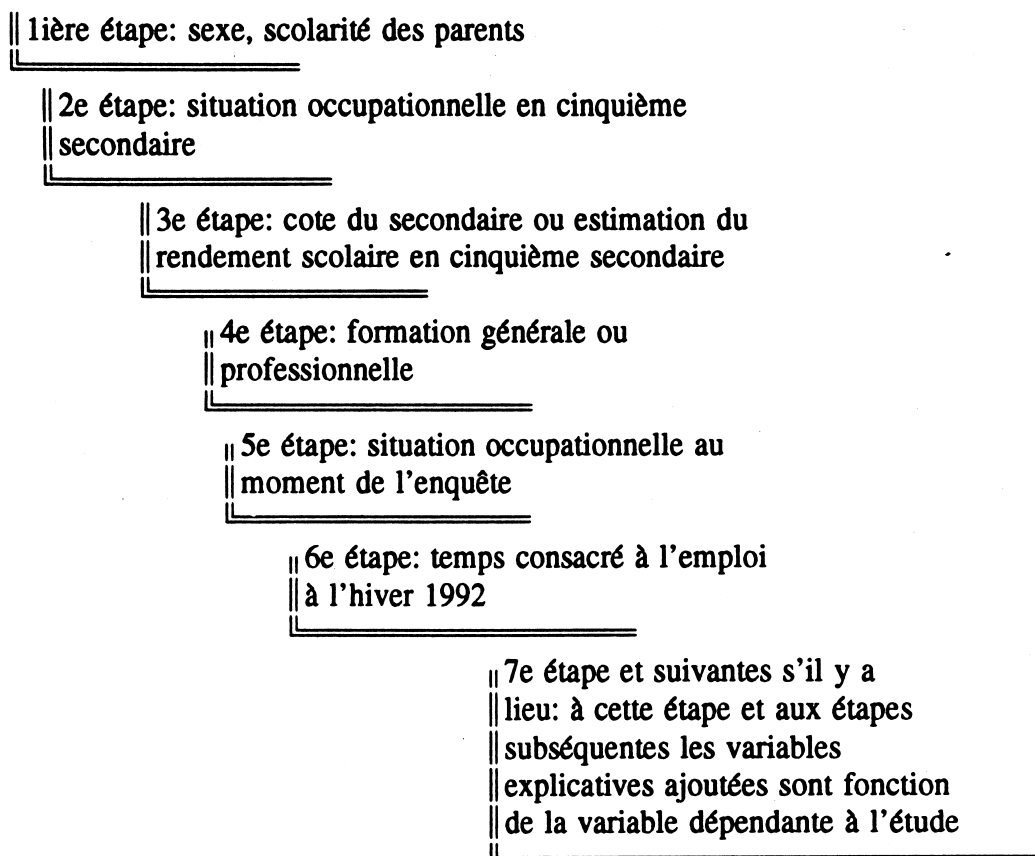 1ière étape: sexe, scolarité des parents
2e étape: situation occupationnelle en cinquième
secondaire
3e étape: cote du secondaire ou estimation du
rendement scolaire en cinquième secondaire
4e étape: formation générale ou
professionnelle
5e étape: situation occupationnelle au
moment de l'enquête
6e étape: temps consacré à l'emploi
à l'hiver 1992
7e étape et suivantes s'il y a
lieu: à cette étape et aux étapes
subséquentes les variables
explicatives ajoutées sont fonction
de la variable dépendante à l'étude